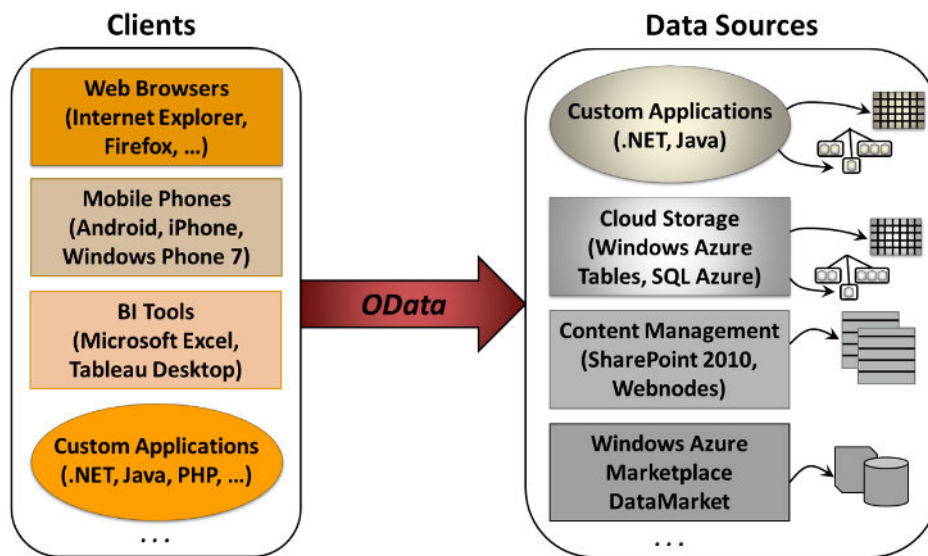 Clients
Web Browsers
(Internet Explorer,
Firefox, ...)
Mobile Phones
(Android, iPhone,
Windows Phone 7)
BI Tools
(Microsoft Excel,
Tableau Desktop)
Custom Applications
(.NET, Java, PHP, ...)
...
OData
Data Sources
Custom Applications
(.NET, Java)
Cloud Storage
(Windows Azure
Tables, SQL Azure)
Content Management
(SharePoint 2010,
Webnodes)
Windows Azure
Marketplace
DataMarket
...